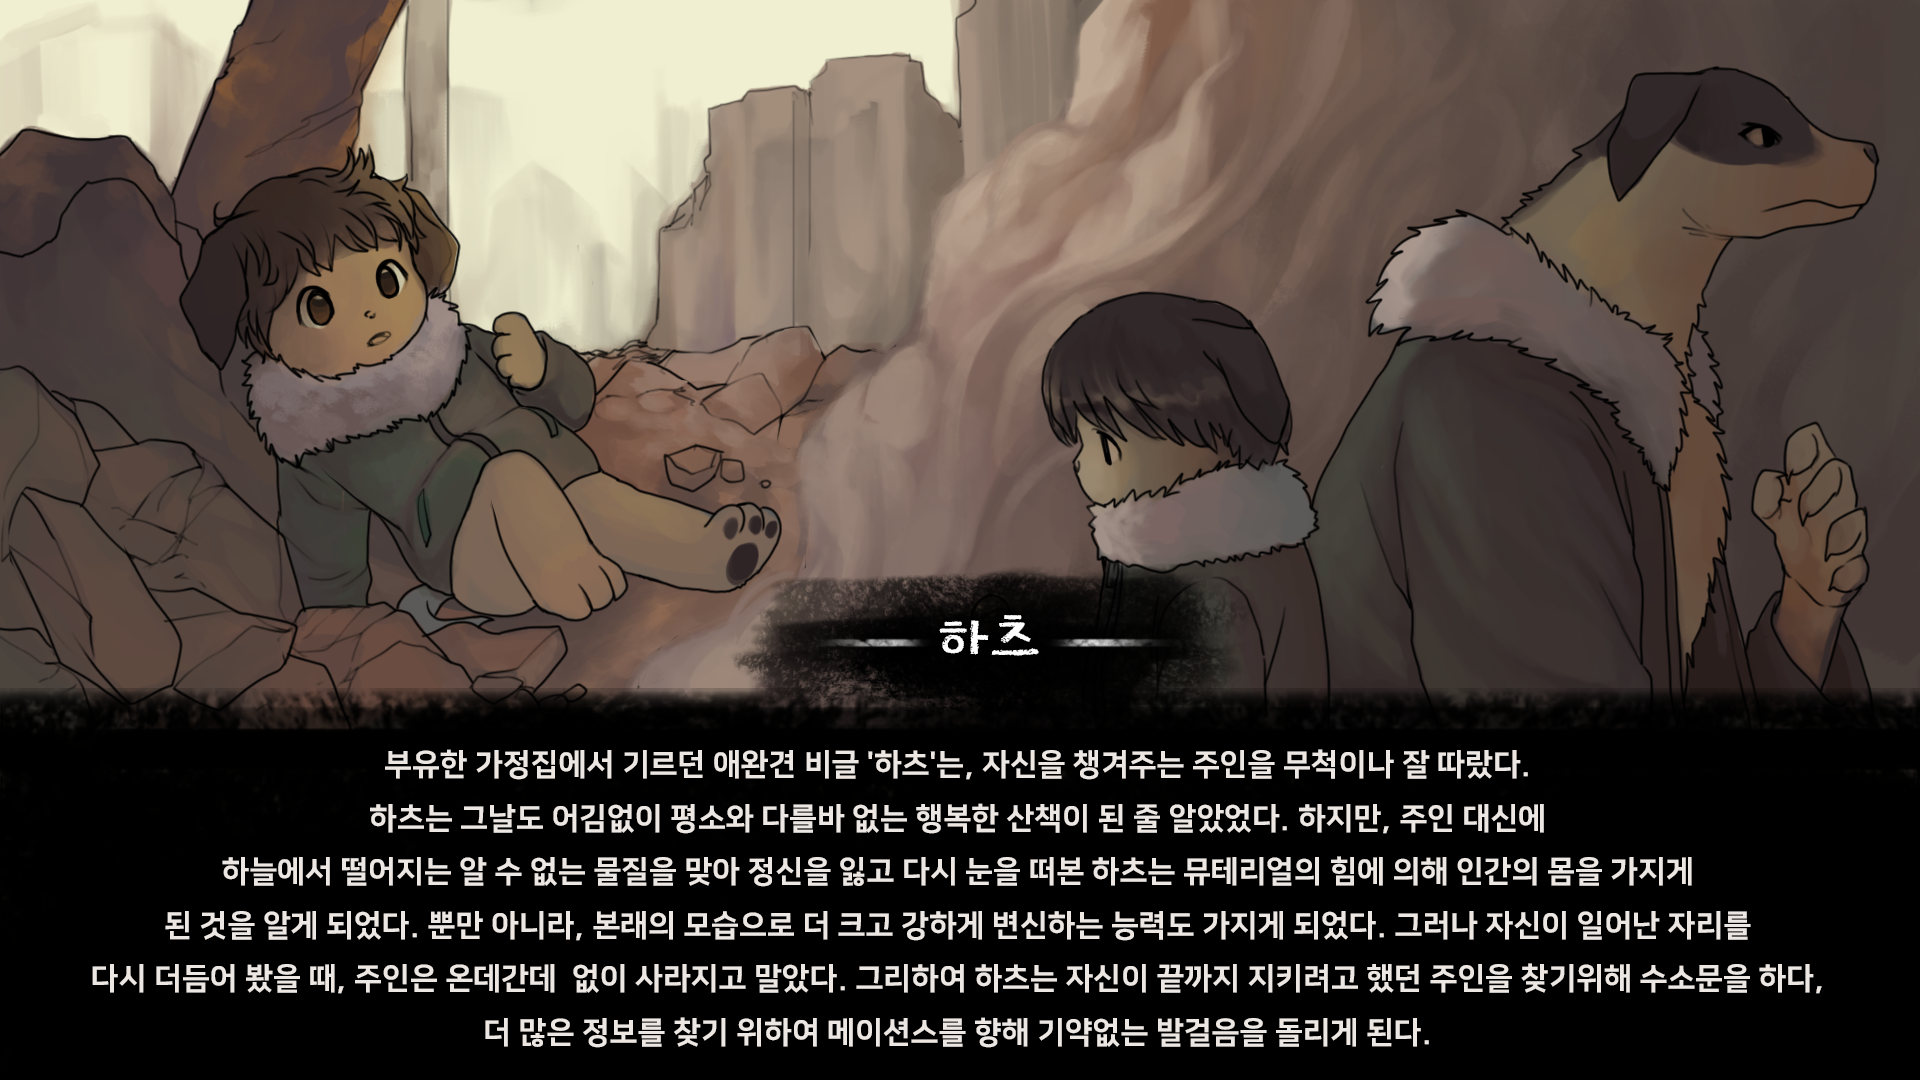 하츠
부유한 가정집에서 기르던 애완견 비글 '하츠'는, 자신을 챙겨주는 주인을 무척이나 잘 따랐다.
하츠는 그날도 어김없이 평소와 다를바 없는 행복한 산책이 된 줄 알았었다. 하지만, 주인 대신에
하늘에서 떨어지는 알 수 없는 물질을 맞아 정신을 잃고 다시 눈을 떠본 하츠는 뮤테리얼의 힘에 의해 인간의 몸을 가지게
된 것을 알게 되었다. 뿐만 아니라, 본래의 모습으로 더 크고 강하게 변신하는 능력도 가지게 되었다. 그러나 자신이 일어난 자리를
다시 더듬어 봤을 때, 주인은 온데간데  없이 사라지고 말았다. 그리하여 하츠는 자신이 끝까지 지키려고 했던 주인을 찾기위해 수소문을 하다,
더 많은 정보를 찾기 위하여 메이션스를 향해 기약없는 발걸음을 돌리게 된다.